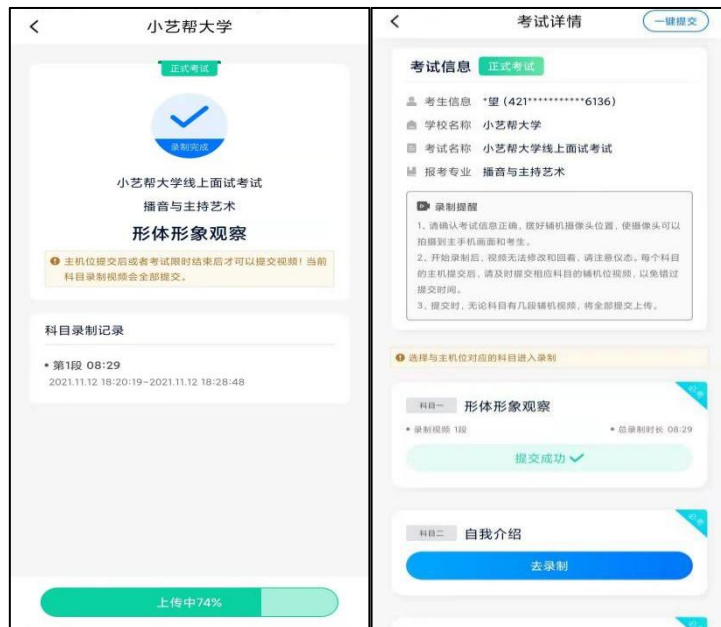 小艺帮大学
正式考试
录制完成
小艺帮大学线上面试考试
播音与主持艺术
形体形象观察
主机位提交后或者考试限时结束后才可以提交视频!当前
科目录制视频会全部提交。
科目录制记录
• 第1段 08:29
2021.11.12 18:20:19-2021.11.12 18:28:48
上传中74%
考试详情
一键提交
考试信息 正式考试
考生信息 *望 (421***********6136)
学校名称 小艺帮大学
考试名称 小艺帮大学线上面试考试
报考专业 播音与主持艺术
录制提醒
1、请确认考试信息正确, 摆好辅机摄像头位置, 使摄像头可以
拍摄到主手机画面和考生。
2、开始录制后, 视频无法修改和回看, 请注意仪态。每个科目
的主机提交后, 请及时提交相应科目的辅机位视频, 以免错过
提交时间。
3、提交时, 无论科目有几段辅机视频, 将全部提交上传。
选择与主机位对应的科目进入录制
科目一 形体形象观察
• 录制视频 1段 • 总录制时长 08:29
提交成功
科目二 自我介绍
去录制